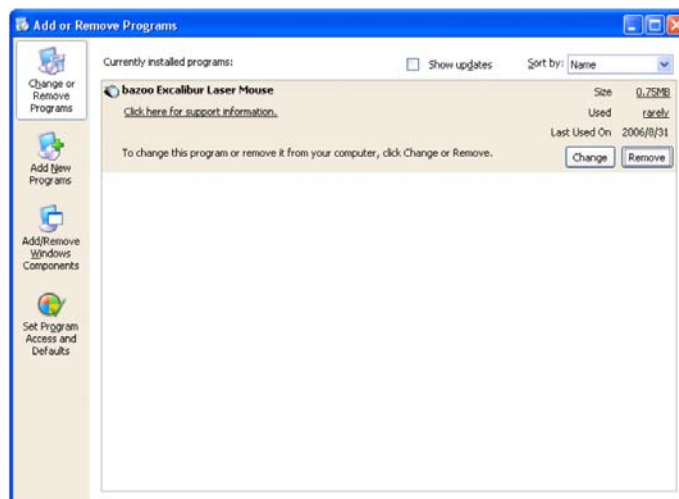 Add or Remove Programs
Change or
Remove
Programs
Add New
Programs
Add/Remove
Windows
Components
Set Program
Access and
Defaults
Currently installed programs:
Show updates
Sort by: Name
bazoo Excalibur Laser Mouse
Size 0.75MB
Click here for support information.
Used rarely
Last Used On 2006/8/31
To change this program or remove it from your computer, click Change or Remove.
Change Remove